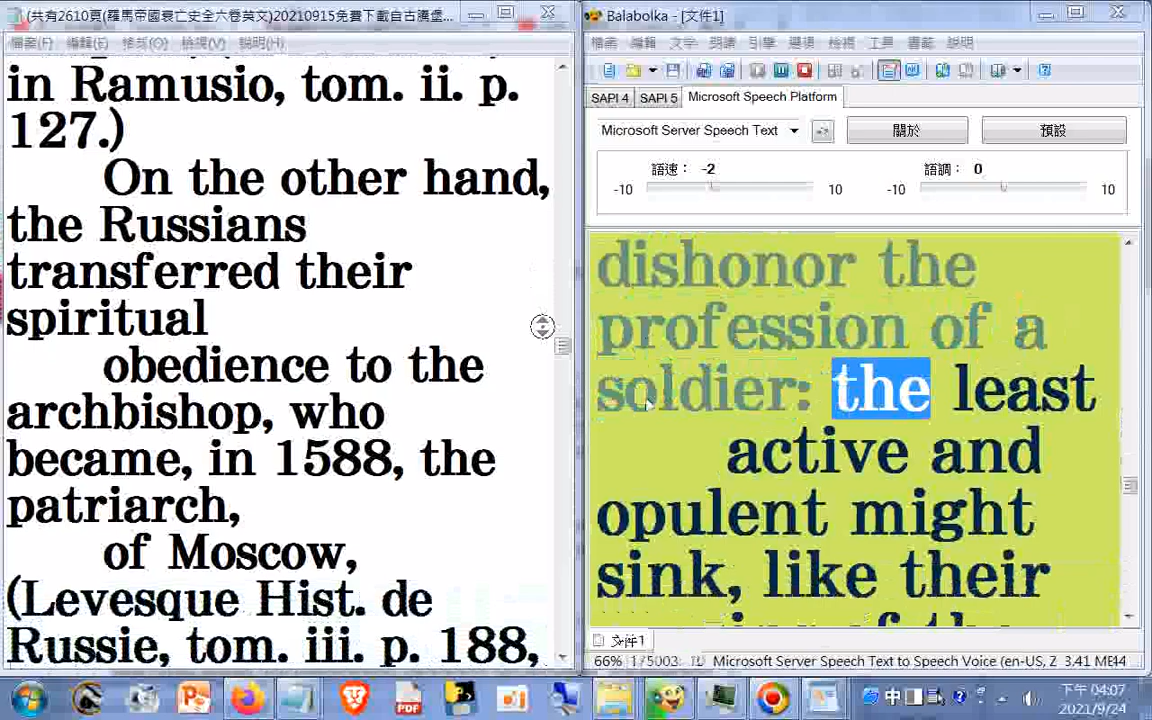 (共有2610頁(羅馬帝國衰亡史全六卷英文)20210915免費下載自古騰堡...
檔案(F) 編輯(E) 格式(O) 檢視(V) 說明(H)
in Ramusio, tom. ii. p.
127.)
On the other hand,
the Russians
transferred their
spiritual
obedience to the
archbishop, who
became, in 1588, the
patriarch,
of Moscow,
(Levesque Hist. de
Russie, tom. iii. p. 188,
Balabolka - [文件1]
檔案 編輯 文字 朗讀 引擎 選項 檢視 工具 書籤 說明
SAPI 4 SAPI 5 Microsoft Speech Platform
Microsoft Server Speech Text 關於 預設
語速： -2 語調： 0
-10 10 -10 10
dishonor the
profession of a
soldier: the least
active and
opulent might
sink, like their
文件1
66% Microsoft Server Speech Text to Speech Voice (en-US, Z 3.41 ME
中
下午 04:07
2021/9/24